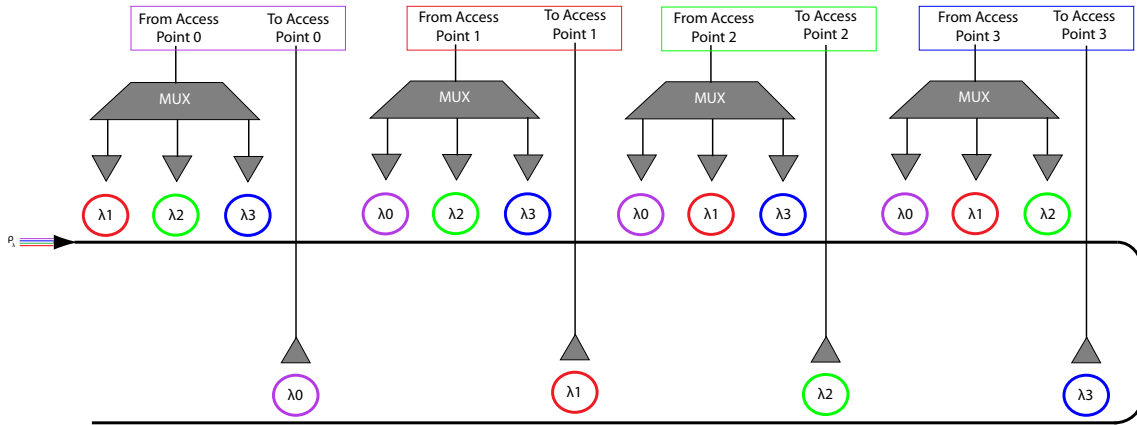 From Access
Point 0
To Access
Point 0
From Access
Point 1
To Access
Point 1
From Access
Point 2
To Access
Point 2
From Access
Point 3
To Access
Point 3
MUX
MUX
MUX
MUX
λ1
λ2
λ3
λ0
λ2
λ3
λ0
λ1
λ3
λ0
λ1
λ2
P
λ
λ0
λ1
λ2
λ3